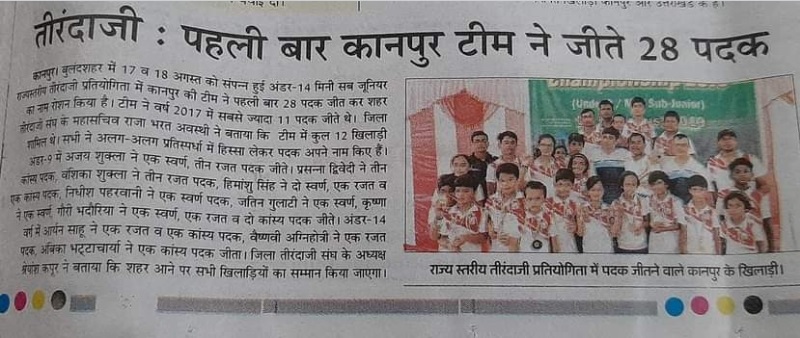 तीरंदाजी : पहली बार कानपुर टीम ने जीते 28 पदक
कानपुर। बुलंदशहर में 17 व 18 अगस्त को संपन्न हुई अंडर-14 मिनी सब जूनियर
राज्यस्तरीय तीरंदाजी प्रतियोगिता में कानपुर की टीम ने पहली बार 28 पदक जीत कर शहर
का नाम रोशन किया है। टीम ने वर्ष 2017 में सबसे ज्यादा 11 पदक जीते थे। जिला
तीरंदाजी संघ के महासचिव राजा भरत अवस्थी ने बताया कि टीम में कुल 12 खिलाड़ी
शामिल थे। सभी ने अलग-अलग प्रतिस्पर्धा में हिस्सा लेकर पदक अपने नाम किए हैं।
अंडर-9 में अजय शुक्ला ने एक स्वर्ण, तीन रजत पदक जीते। प्रसन्ना द्विवेदी ने तीन
कांस्य पदक, वंशिका शुक्ला ने तीन रजत पदक, हिमांशु सिंह ने दो स्वर्ण, एक रजत व
एक कांस्य पदक, निधीश पहरवानी ने एक स्वर्ण पदक, जतिन गुलाटी ने एक स्वर्ण, कृष्णा
ने एक स्वर्ण, गौरी भदौरिया ने एक स्वर्ण, एक रजत व दो कांस्य पदक जीते। अंडर-14
वर्ग में आर्यन साहू ने एक रजत व एक कांस्य पदक, वैष्णवी अग्निहोत्री ने एक रजत
पदक, अंबिका भट्टाचार्या ने एक कांस्य पदक जीता। जिला तीरंदाजी संघ के अध्यक्ष
कपूर ने बताया कि शहर आने पर सभी खिलाड़ियों का सम्मान किया जाएगा।
(Under Mini Sub-Junior)
राज्य स्तरीय तीरंदाजी प्रतियोगिता में पदक जीतने वाले कानपुर के खिलाड़ी।